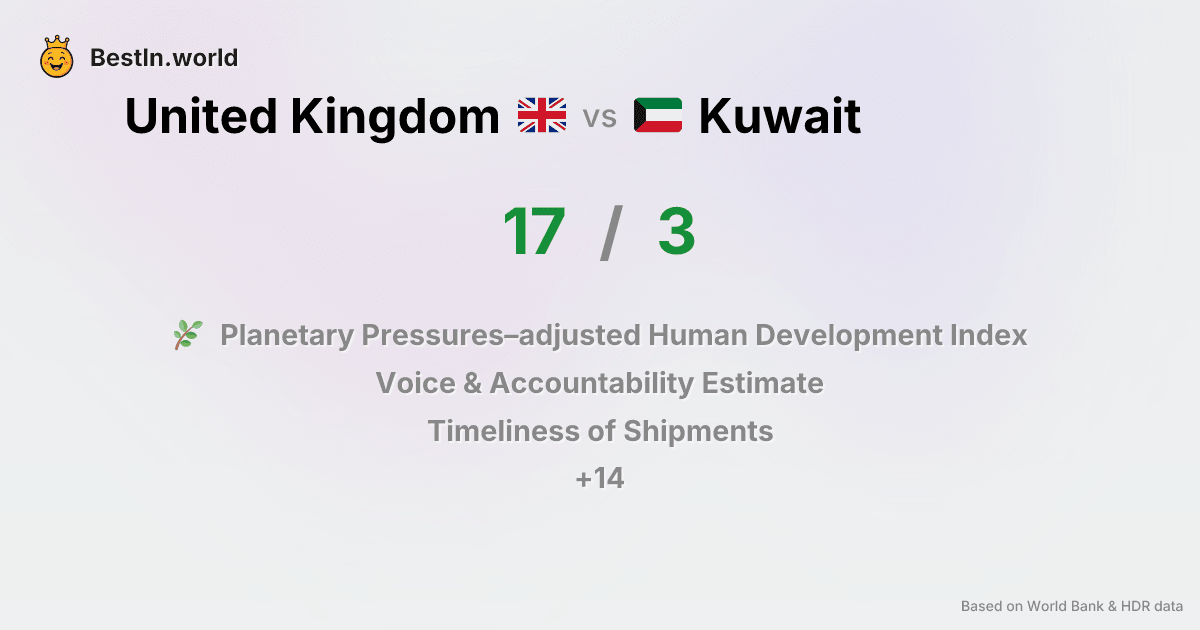 BestIn.world
United Kingdom vs Kuwait
17 / 3
Planetary Pressures–adjusted Human Development Index
Voice & Accountability Estimate
Timeliness of Shipments
+14
Based on World Bank & HDR data